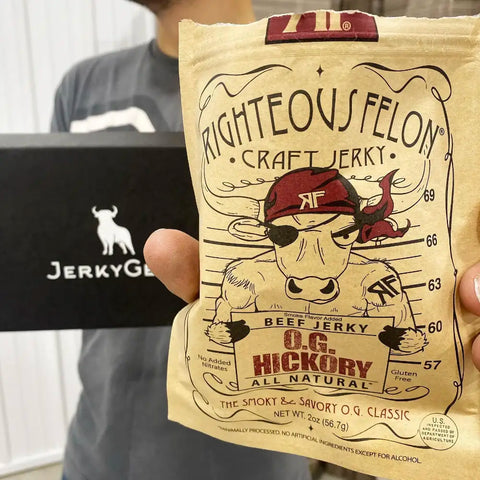 RIGHTEOUS FELON®
• CRAFT JERKY •
RF
69
66
RF
63
60
57
Smoke Flavor Added
BEEF JERKY
O.G.
HICKORY
ALL NATURAL
No Added
Nitrates
Gluten
Free
THE SMOKY & SAVORY O.G. CLASSIC
NET WT. 2oz (56.7g)
MINIMALLY PROCESSED. NO ARTIFICIAL INGREDIENTS EXCEPT FOR ALCOHOL.
U.S.
INSPECTED
AND PASSED BY
DEPARTMENT OF
AGRICULTURE
JERKYG